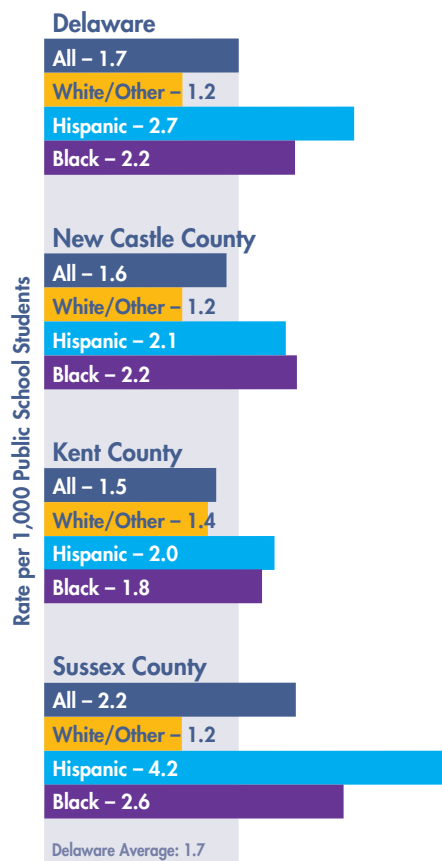 Delaware
All – 1.7
White/Other – 1.2
Hispanic – 2.7
Black – 2.2
New Castle County
All – 1.6
White/Other – 1.2
Hispanic – 2.1
Black – 2.2
Kent County
All – 1.5
White/Other – 1.4
Hispanic – 2.0
Black – 1.8
Sussex County
All – 2.2
White/Other – 1.2
Hispanic – 4.2
Black – 2.6
Delaware Average: 1.7
Rate per 1,000 Public School Students